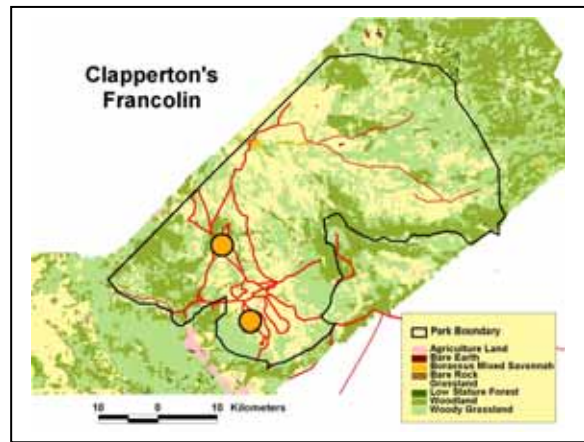 Clapperton's
Francolin
Park Boundary
Agriculture Land
Bare Earth
Borassus Mixed Savannah
Bare Rock
Grassland
Low Stature Forest
Woodland
Woody Grassland
10 0 10 Kilometers